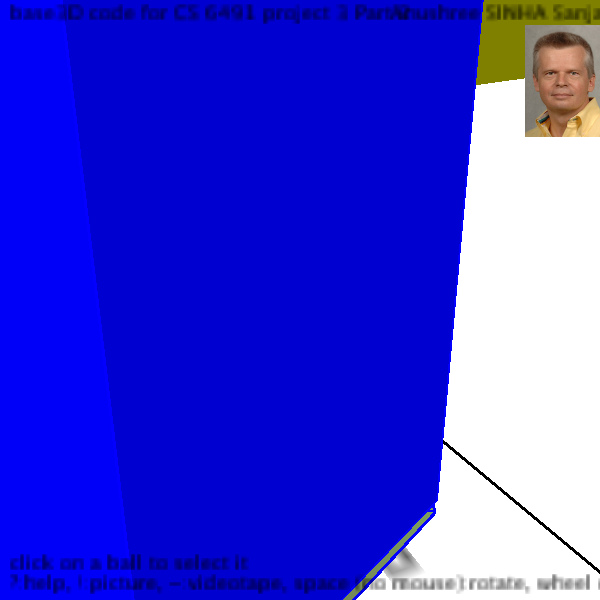 base 3D code for CS 6491 project 3 Part SINHA Sanja
click on a ball to select it
? help, ! picture, ~ videotape, space (no mouse) rotate, wheel